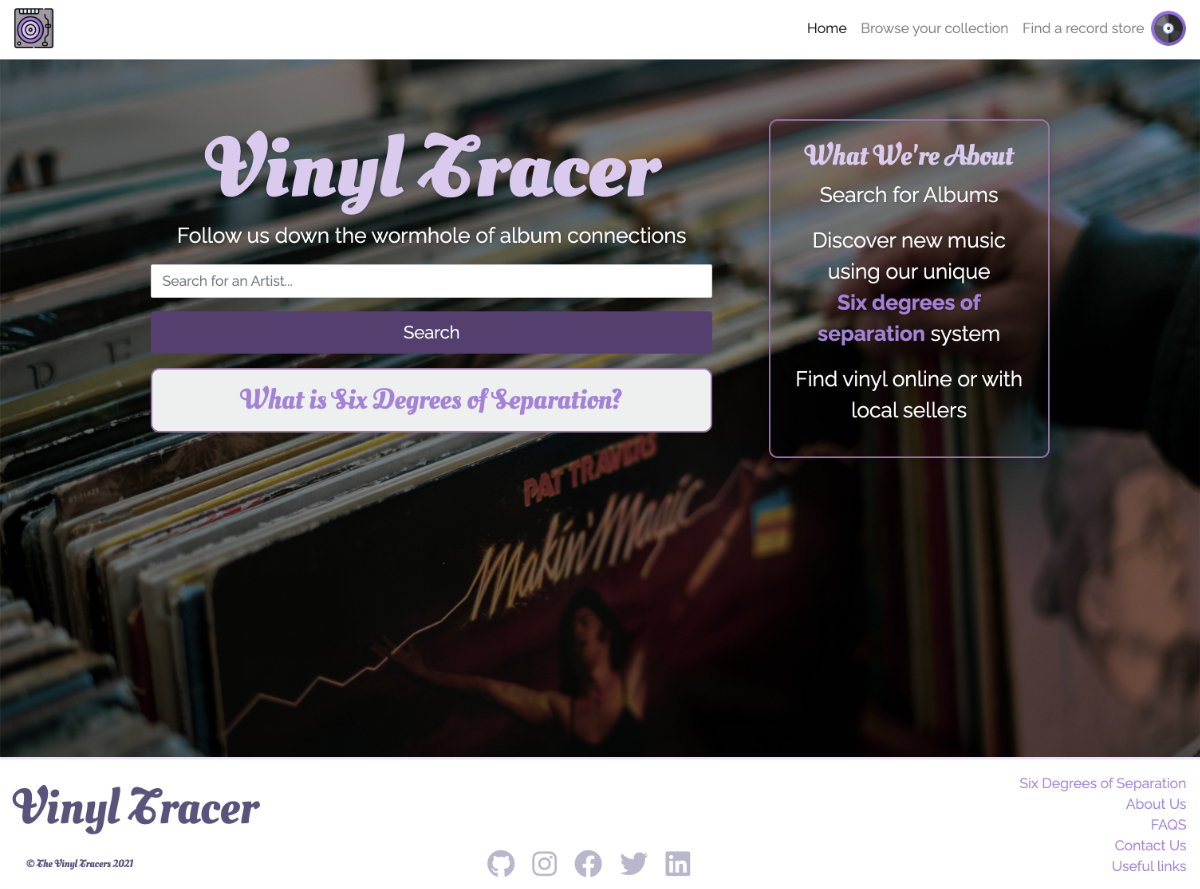 Home Browse your collection Find a record store
Vinyl Tracer
Follow us down the wormhole of album connections
Search for an Artist...
Search
What is Six Degrees of Separation?
What We're About
Search for Albums
Discover new music
using our unique
Six degrees of
separation system
Find vinyl online or with
local sellers
PAT TRAVERS
Makin' Magic
Vinyl Tracer
© The Vinyl Tracers 2021
Six Degrees of Separation
About Us
FAQS
Contact Us
Useful links